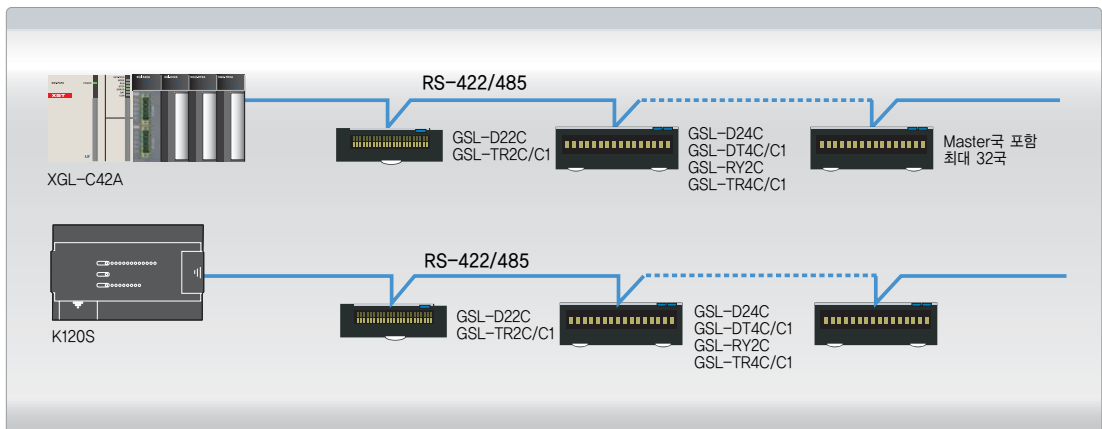 RS-422/485
XGT
GSL-D22C
GSL-TR2C/C1
GSL-D24C
GSL-DT4C/C1
GSL-RY2C
GSL-TR4C/C1
Master국 포함
최대 32국
XGL-C42A
RS-422/485
GSL-D22C
GSL-TR2C/C1
GSL-D24C
GSL-DT4C/C1
GSL-RY2C
GSL-TR4C/C1
K120S